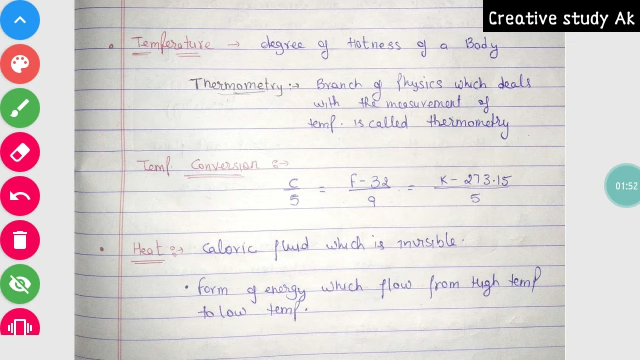 Creative study Ak
• Temperature → degree of Hotness of a Body
Thermometry :→ Branch of Physics which deals
with the measurement of
temp. is called thermometry
Temp Conversion ::→
C/5 = F - 32/9 = K - 273.15/5
01:52
• Heat ::→ Caloric fluid which is invisible.
• Form of energy which flow from High temp
to low temp.